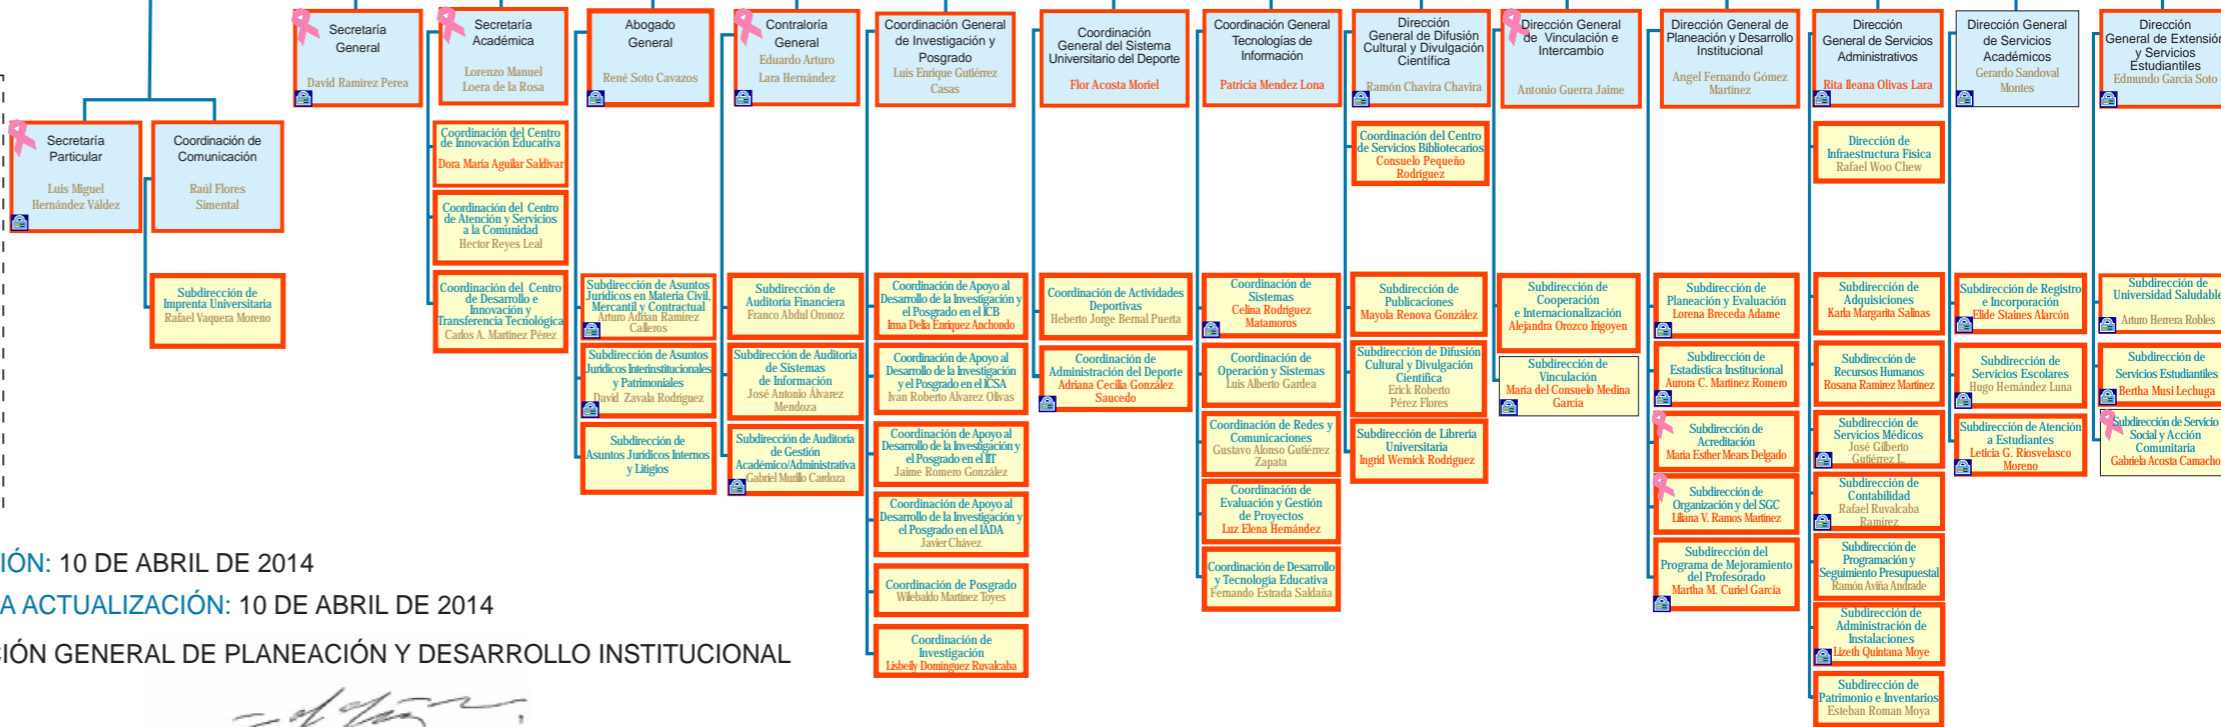 Secretaría
Particular
Luis Miguel
Hernández Váldez
Coordinación de
Comunicación
Raúl Flores
Simental
Subdirección de
Imprenta Universitaria
Rafael Vaquera Moreno
Secretaría
General
David Ramírez Perea
Secretaría
Académica
Lorenzo Manuel
Loera de la Rosa
Coordinación del Centro
de Innovación Educativa
Dora María Aguilar Saldívar
Coordinación del Centro
de Atención y Servicios
a la Comunidad
Hector Reyes Leal
Coordinación del Centro
de Desarrollo e
Innovación y
Transferencia Tecnológica
Carlos A. Martínez Pérez
Abogado
General
René Soto Cavazos
Subdirección de Asuntos
Jurídicos en Materia Civil,
Mercantil y Contractual
Arturo Adrián Ramírez
Calleros
Subdirección de Asuntos
Jurídicos Interinstitucionales
y Patrimoniales
David Zavala Rodríguez
Subdirección de
Asuntos Jurídicos Internos
y Litigios
Contraloría
General
Eduardo Arturo
Lara Hernández
Subdirección de
Auditoría Financiera
Franco Abdul Oronoz
Subdirección de Auditoría
de Sistemas
de Información
José Antonio Álvarez
Mendoza
Subdirección de Auditoría
de Gestión
Académico/Administrativa
Gabriel Murillo Cardoza
Coordinación General
de Investigación y
Posgrado
Luis Enrique Gutiérrez
Casas
Coordinación de Apoyo al
Desarrollo de la Investigación y
el Posgrado en el ICB
Irma Delia Enríquez Anchondo
Coordinación de Apoyo al
Desarrollo de la Investigación
y el Posgrado en el ICSA
Ivan Roberto Álvarez Olivas
Coordinación de Apoyo al
Desarrollo de la Investigación y
el Posgrado en el IIT
Jaime Romero González
Coordinación de Apoyo al
Desarrollo de la Investigación y
el Posgrado en el IADA
Javier Chávez
Coordinación de Posgrado
Wilebaldo Martínez Toyes
Coordinación de
Investigación
Lisbeily Domínguez Ruvalcaba
Coordinación
General del Sistema
Universitario del Deporte
Flor Acosta Moriel
Coordinación de Actividades
Deportivas
Heberto Jorge Bernal Puerta
Coordinación de
Administración del Deporte
Adriana Cecilia González
Saucedo
Coordinación General
Tecnologías de
Información
Patricia Mendez Lona
Coordinación de
Sistemas
Celina Rodríguez
Matamoros
Coordinación de
Operación y Sistemas
Luis Alberto Gardea
Coordinación de Redes y
Comunicaciones
Gustavo Alonso Gutiérrez
Zapata
Coordinación de
Evaluación y Gestión
de Proyectos
Luz Elena Hernández
Coordinación de Desarrollo
y Tecnología Educativa
Fernando Estrada Saldaña
Dirección
General de Difusión
Cultural y Divulgación
Científica
Ramón Chavira Chavira
Coordinación del Centro
de Servicios Bibliotecarios
Consuelo Pequeño
Rodríguez
Subdirección de
Publicaciones
Mayola Renova González
Subdirección de Difusión
Cultural y Divulgación
Científica
Erick Roberto
Pérez Flores
Subdirección de Librería
Universitaria
Ingrid Wernick Rodríguez
Dirección General
de Vinculación e
Intercambio
Antonio Guerra Jaime
Subdirección de
Cooperación
e Internacionalización
Alejandra Orozco Irigoyen
Subdirección de
Vinculación
María del Consuelo Medina
García
Dirección General de
Planeación y Desarrollo
Institucional
Angel Fernando Gómez
Martínez
Subdirección de
Planeación y Evaluación
Lorena Breceda Adame
Subdirección de
Estadística Institucional
Aurora C. Martínez Romero
Subdirección de
Acreditación
María Esther Mears Delgado
Subdirección de
Organización y del SGC
Liliana V. Ramos Martínez
Subdirección del
Programa de Mejoramiento
del Profesorado
Martha M. Curiel García
Dirección
General de Servicios
Administrativos
Rita Ileana Olivas Lara
Dirección de
Infraestructura Física
Rafael Woo Chew
Subdirección de
Adquisiciones
Karla Margarita Salinas
Subdirección de
Recursos Humanos
Rosana Ramírez Martínez
Subdirección de
Servicios Médicos
José Gilberto
Gutiérrez L.
Subdirección de
Contabilidad
Rafael Ruvalcaba
Ramírez
Subdirección de
Programación y
Seguimiento Presupuestal
Ramón Aviña Andrade
Subdirección de
Administración de
Instalaciones
Lizeth Quintana Moye
Subdirección de
Patrimonio e Inventarios
Esteban Roman Moya
Dirección General
de Servicios
Académicos
Gerardo Sandoval
Montes
Subdirección de Registro
e Incorporación
Elide Staines Alarcón
Subdirección de
Servicios Escolares
Hugo Hernández Luna
Subdirección de Atención
a Estudiantes
Leticia G. Riosvelasco
Moreno
Dirección
General de Extensión
y Servicios
Estudiantiles
Edmundo García Soto
Subdirección de
Universidad Saludable
Arturo Herrera Robles
Subdirección de
Servicios Estudiantiles
Bertha Musi Lechuga
Subdirección de Servicio
Social y Acción
Comunitaria
Gabriela Acosta Camacho
IÓN: 10 DE ABRIL DE 2014
A ACTUALIZACIÓN: 10 DE ABRIL DE 2014
CIÓN GENERAL DE PLANEACIÓN Y DESARROLLO INSTITUCIONAL